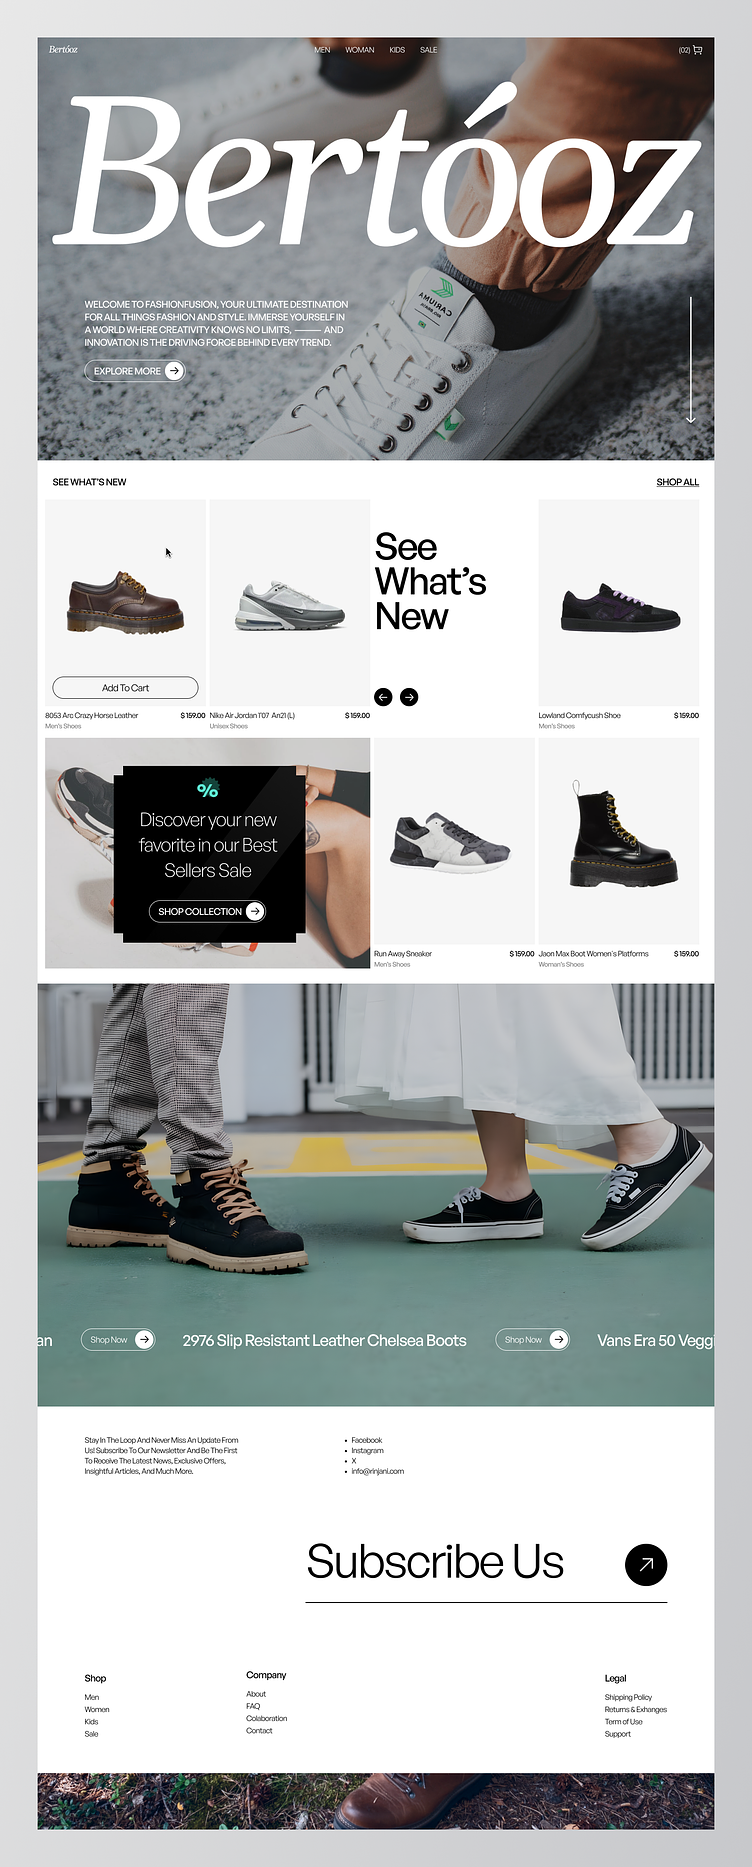 Bertóoz
MEN WOMAN KIDS SALE
(02)
Bertóoz
WELCOME TO FASHIONFUSION, YOUR ULTIMATE DESTINATION
FOR ALL THINGS FASHION AND STYLE. IMMERSE YOURSELF IN
A WORLD WHERE CREATIVITY KNOWS NO LIMITS, —— AND
INNOVATION IS THE DRIVING FORCE BEHIND EVERY TREND.
EXPLORE MORE
CARIUMA
SEE WHAT'S NEW
SHOP ALL
See
What's
New
Add To Cart
8053 Arc Crazy Horse Leather $ 159.00
Men's Shoes
Nike Air Jordan T07 An21 (L) $ 159.00
Unisex Shoes
Lowland Comfycush Shoe $ 159.00
Men's Shoes
%
Discover your new
favorite in our Best
Sellers Sale
SHOP COLLECTION
Run Away Sneaker $ 159.00
Men's Shoes
Jaon Max Boot Women's Platforms $ 159.00
Woman's Shoes
an Shop Now 2976 Slip Resistant Leather Chelsea Boots Shop Now Vans Era 50 Veggi
Stay In The Loop And Never Miss An Update From
Us! Subscribe To Our Newsletter And Be The First
To Receive The Latest News, Exclusive Offers,
Insightful Articles, And Much More.
• Facebook
• Instagram
• X
• info@rinjani.com
Subscribe Us
Shop
Men
Women
Kids
Sale
Company
About
FAQ
Colaboration
Contact
Legal
Shipping Policy
Returns & Exhanges
Term of Use
Support